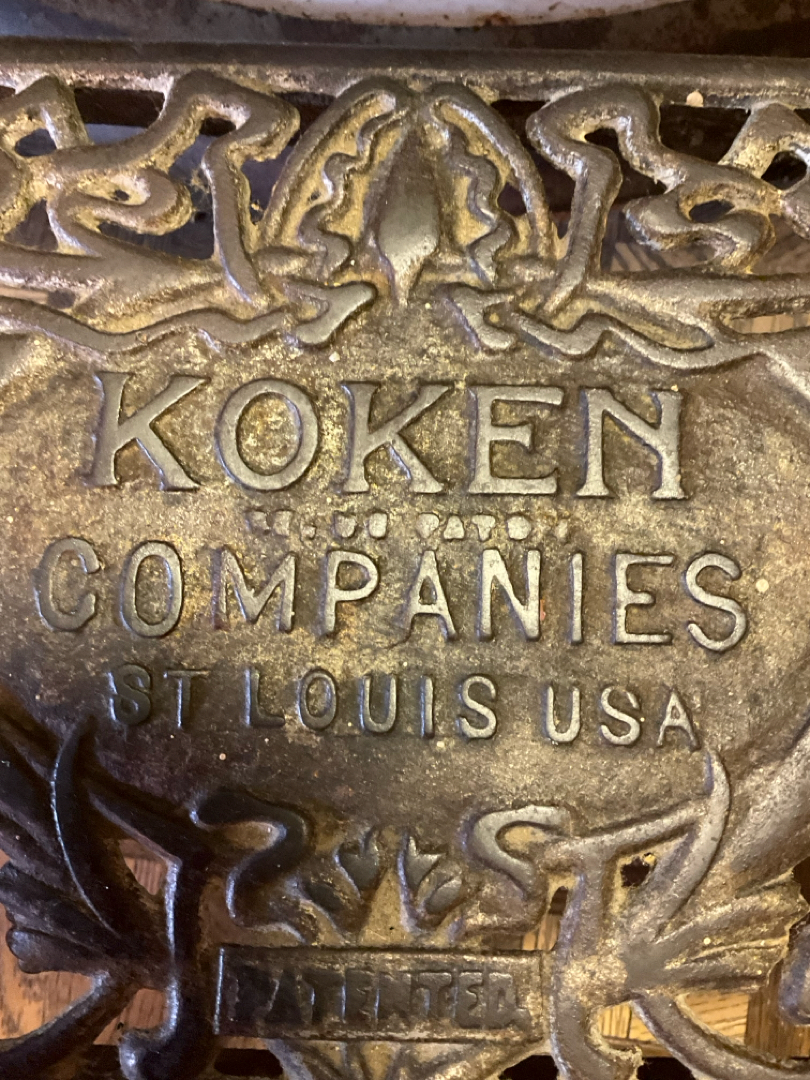 KOKEN
COMPANIES
ST LOUIS USA
PATENTED